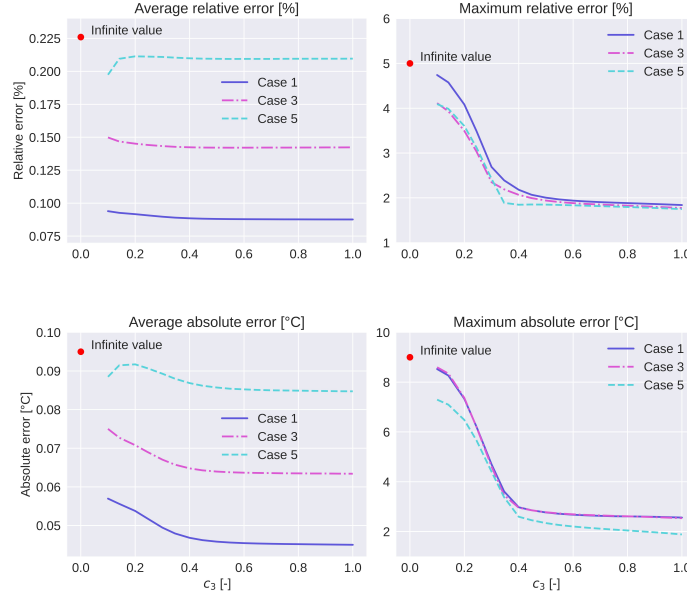 Average relative error [%]
Relative error [%]
0.225
0.200
0.175
0.150
0.125
0.100
0.075
Infinite value
Case 1
Case 3
Case 5
0.0 0.2 0.4 0.6 0.8 1.0
Maximum relative error [%]
6
5
4
3
2
1
Infinite value
Case 1
Case 3
Case 5
0.0 0.2 0.4 0.6 0.8 1.0
Average absolute error [°C]
Absolute error [°C]
0.10
0.09
0.08
0.07
0.06
0.05
Infinite value
Case 1
Case 3
Case 5
0.0 0.2 0.4 0.6 0.8 1.0
c₃ [-]
Maximum absolute error [°C]
10
8
6
4
2
Infinite value
Case 1
Case 3
Case 5
0.0 0.2 0.4 0.6 0.8 1.0
c₃ [-]